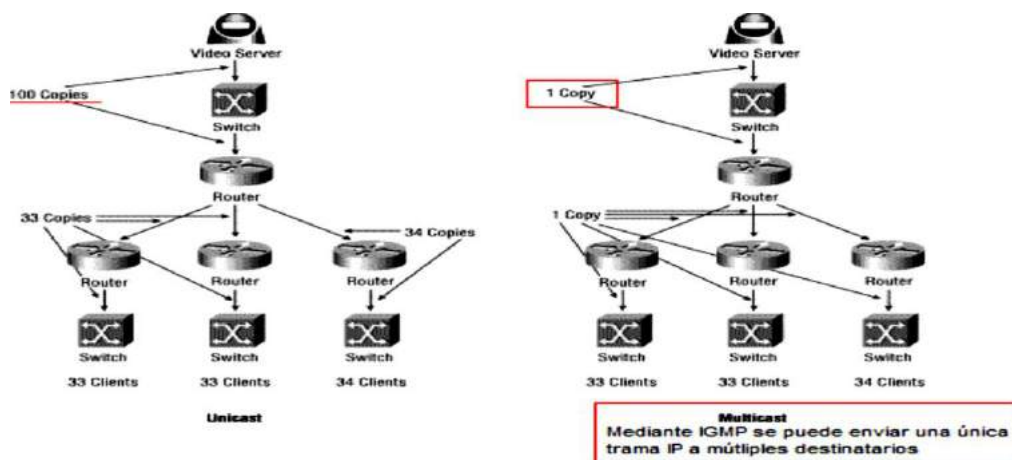 Video Server
100 Copies
Switch
Router
33 Copies
34 Copies
Router
Router
Router
Switch
Switch
Switch
33 Clients
33 Clients
34 Clients
Unicast
Video Server
1 Copy
Switch
Router
1 Copy
Router
Router
Router
Switch
Switch
Switch
33 Clients
33 Clients
34 Clients
Multicast
Mediante IGMP se puede enviar una única
trama IP a mútliples destinatarios